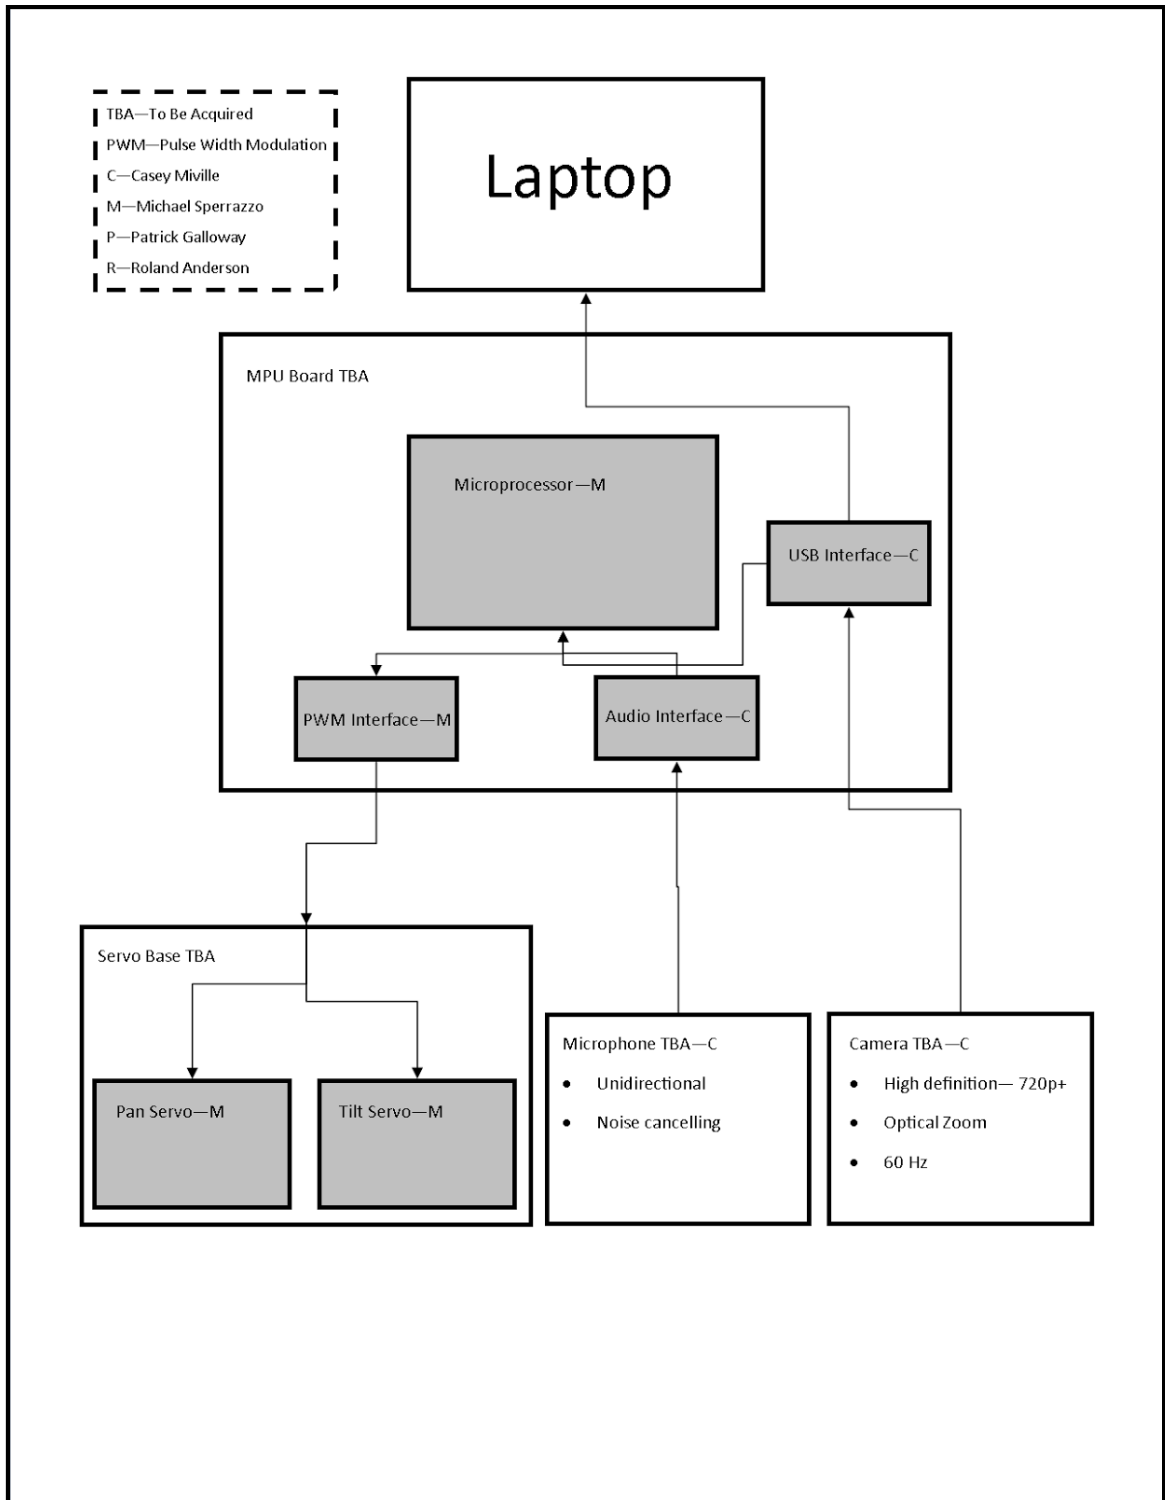 TBA—To Be Acquired
PWM—Pulse Width Modulation
C—Casey Miville
M—Michael Sperrazzo
P—Patrick Galloway
R—Roland Anderson
Laptop
MPU Board TBA
Microprocessor—M
USB Interface—C
PWM Interface—M
Audio Interface—C
Servo Base TBA
Pan Servo—M
Tilt Servo—M
Microphone TBA—C
• Unidirectional
• Noise cancelling
Camera TBA—C
• High definition— 720p+
• Optical Zoom
• 60 Hz